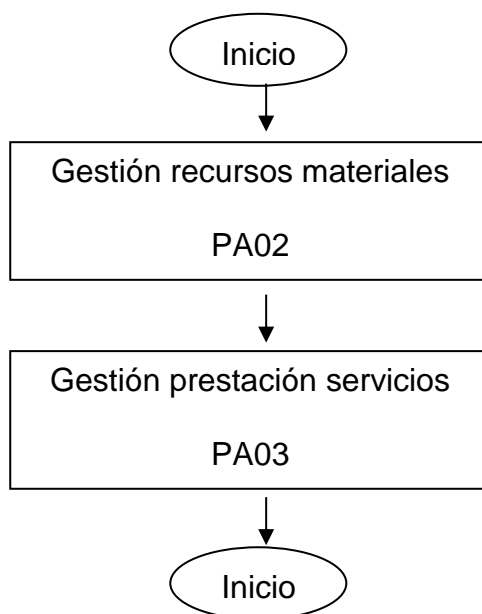 Inicio
Gestión recursos materiales
PA02
Gestión prestación servicios
PA03
Inicio